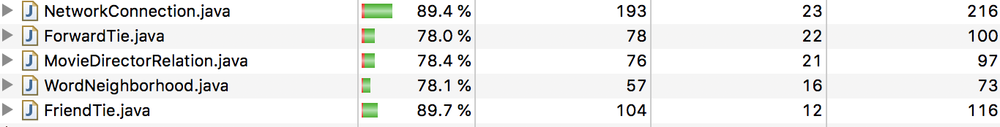 J NetworkConnection.java 89.4 % 193 23 216
J ForwardTie.java 78.0 % 78 22 100
J MovieDirectorRelation.java 78.4 % 76 21 97
J WordNeighborhood.java 78.1 % 57 16 73
J FriendTie.java 89.7 % 104 12 116